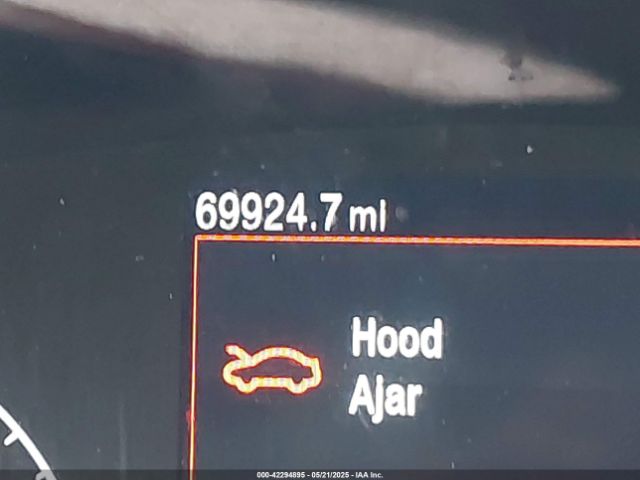 69924.7 mi
Hood
Ajar
000-42294895 - 05/21/2025 - IAA Inc.